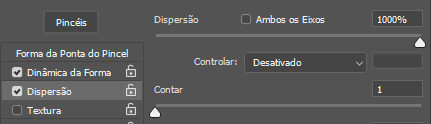 Pincéis
Forma da Ponta do Pincel
Dinâmica da Forma
Dispersão
Textura
Dispersão
Ambos os Eixos
1000%
Controlar:
Desativado
Contar
1